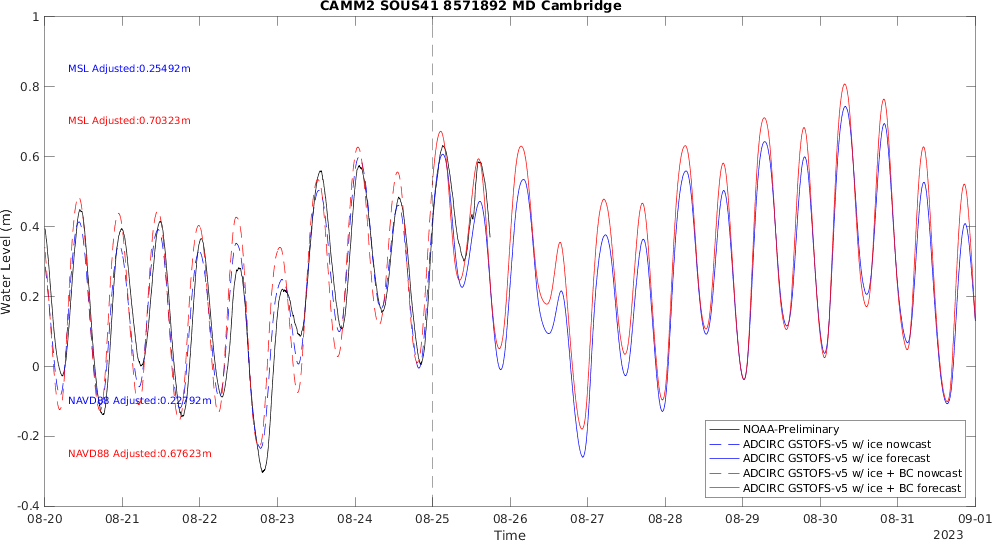 CAMM2 SOUS41 8571892 MD Cambridge
1
0.8
0.6
0.4
0.2
0
-0.2
-0.4
Water Level (m)
MSL Adjusted:0.25492m
MSL Adjusted:0.70323m
NAVD88 Adjusted:0.22792m
NAVD88 Adjusted:0.67623m
NOAA-Preliminary
ADCIRC GSTOFS-v5 w/ ice nowcast
ADCIRC GSTOFS-v5 w/ ice forecast
ADCIRC GSTOFS-v5 w/ ice + BC nowcast
ADCIRC GSTOFS-v5 w/ ice + BC forecast
08-20 08-21 08-22 08-23 08-24 08-25 08-26 08-27 08-28 08-29 08-30 08-31 09-01
Time
2023